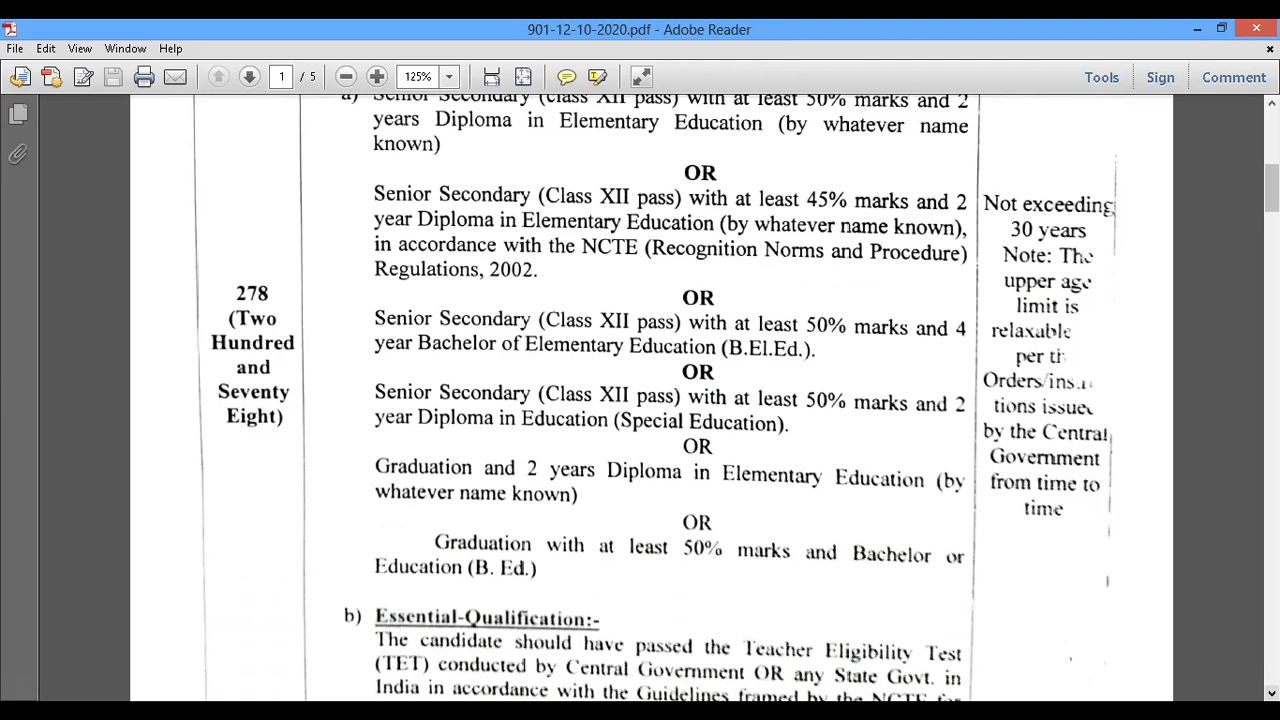 901-12-10-2020.pdf - Adobe Reader
File Edit View Window Help
1 / 5 125% Tools Sign Comment
a) Senior Secondary (class XII pass) with at least 50% marks and 2
years Diploma in Elementary Education (by whatever name
known)
OR
Senior Secondary (Class XII pass) with at least 45% marks and 2
year Diploma in Elementary Education (by whatever name known),
in accordance with the NCTE (Recognition Norms and Procedure)
Regulations, 2002.
OR
Senior Secondary (Class XII pass) with at least 50% marks and 4
year Bachelor of Elementary Education (B.El.Ed.).
OR
Senior Secondary (Class XII pass) with at least 50% marks and 2
year Diploma in Education (Special Education).
OR
Graduation and 2 years Diploma in Elementary Education (by
whatever name known)
OR
Graduation with at least 50% marks and Bachelor or
Education (B. Ed.)
b) Essential-Qualification:-
The candidate should have passed the Teacher Eligibility Test
(TET) conducted by Central Government OR any State Govt. in
India in accordance with the Guidelines framed by the NCTE for
278
(Two
Hundred
and
Seventy
Eight)
Not exceeding
30 years
Note: The
upper age
limit is
relaxable
per
Orders/
tions issued
by the Central
Government
from time to
time